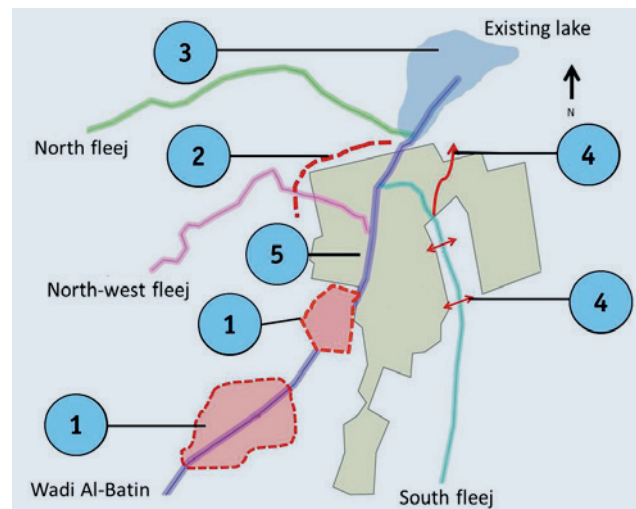 Existing lake
3
N
North fleej
2
4
5
North-west fleej
1
4
1
Wadi Al-Batin
South fleej